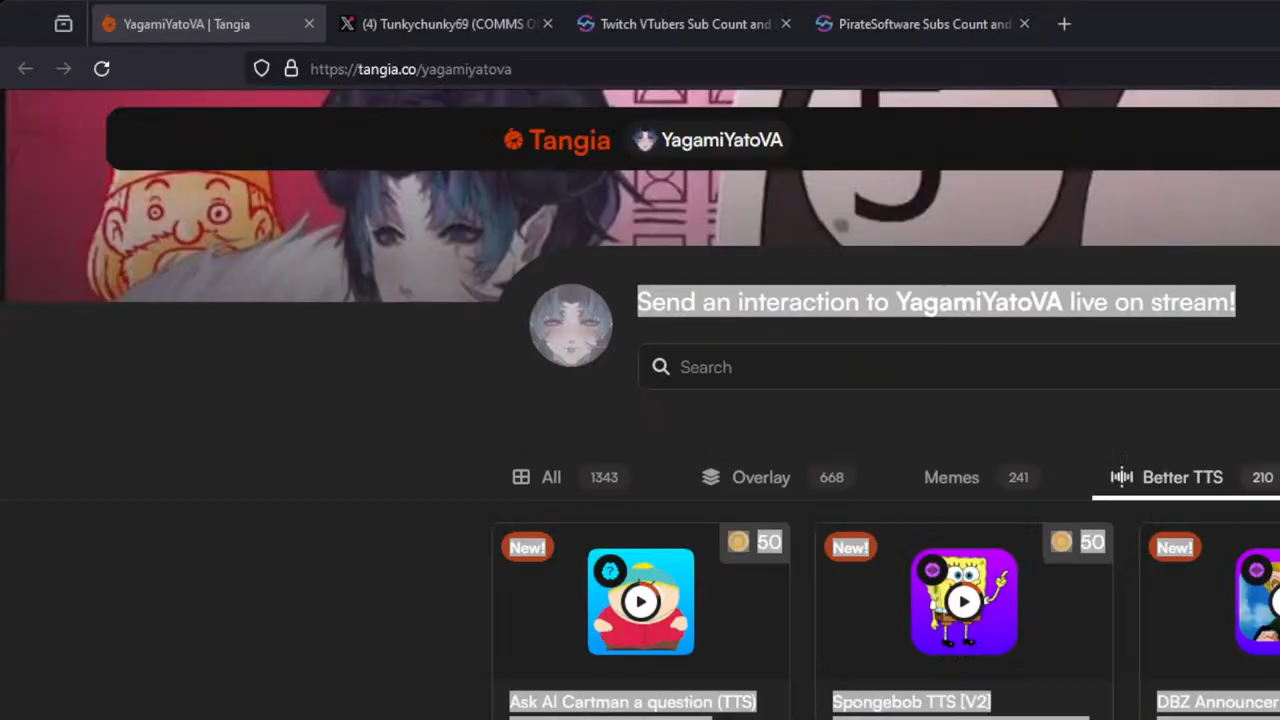 YagamiYatoVA | Tangia
(4) Tunkychunky69 (COMMS O
Twitch VTubers Sub Count and
PirateSoftware Subs Count and
https://tangia.co/yagamiyatova
Tangia YagamiYatoVA
Send an interaction to YagamiYatoVA live on stream!
Search
All 1343 Overlay 668 Memes 241 Better TTS 210
New! 50 New! 50 New!
Ask AI Cartman a question (TTS)
Spongebob TTS [V2]
DBZ Announcer